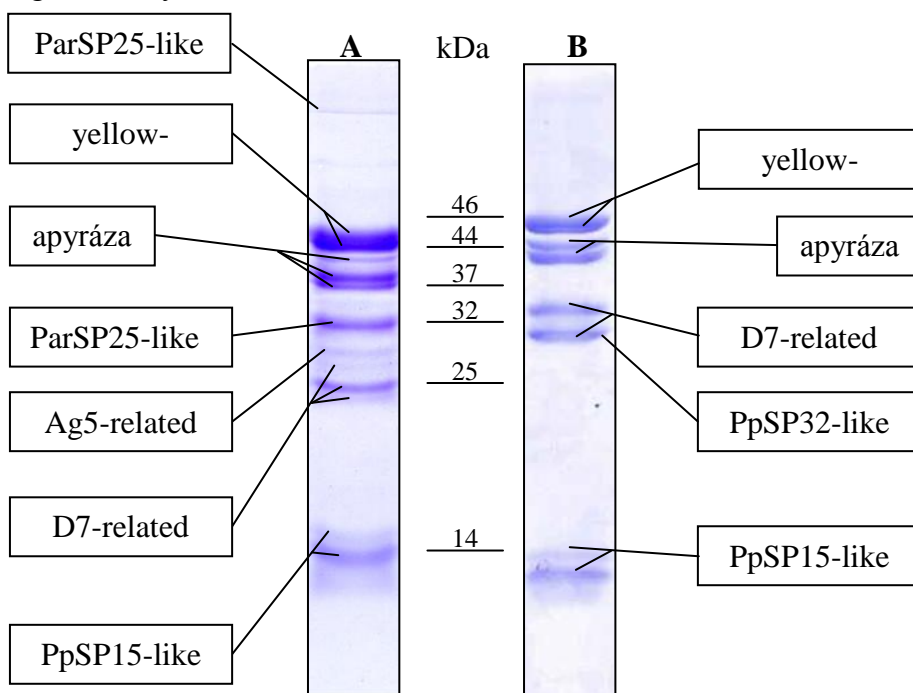 ParSP25-like
A
kDa
B
yellow-
yellow-
46
apyráza
44
apyráza
37
ParSP25-like
32
D7-related
25
Ag5-related
PpSP32-like
D7-related
14
PpSP15-like
PpSP15-like